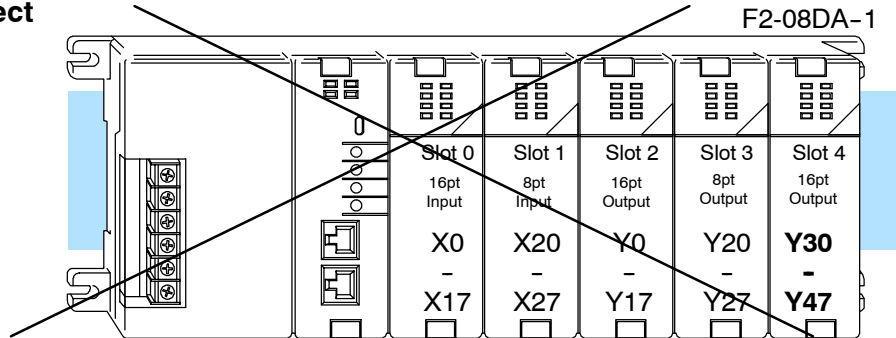 ect
F2-08DA-1
Slot 0 Slot 1 Slot 2 Slot 3 Slot 4
16pt 8pt 16pt 8pt 16pt
Input Input Output Output Output
X0 X20 Y0 Y20 Y30
- - - - -
X17 X27 Y17 Y27 Y47